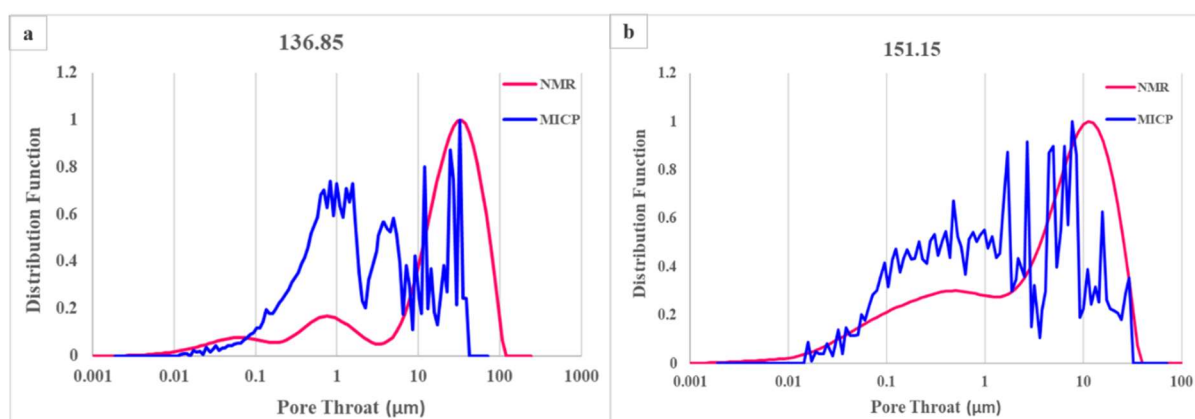 a
136.85
1.2
1
0.8
0.6
0.4
0.2
0
Distribution Function
NMR
MICP
0.001 0.01 0.1 1 10 100 1000
Pore Throat (μm)
b
151.15
1.2
1
0.8
0.6
0.4
0.2
0
Distribution Function
NMR
MICP
0.001 0.01 0.1 1 10 100
Pore Throat (μm)